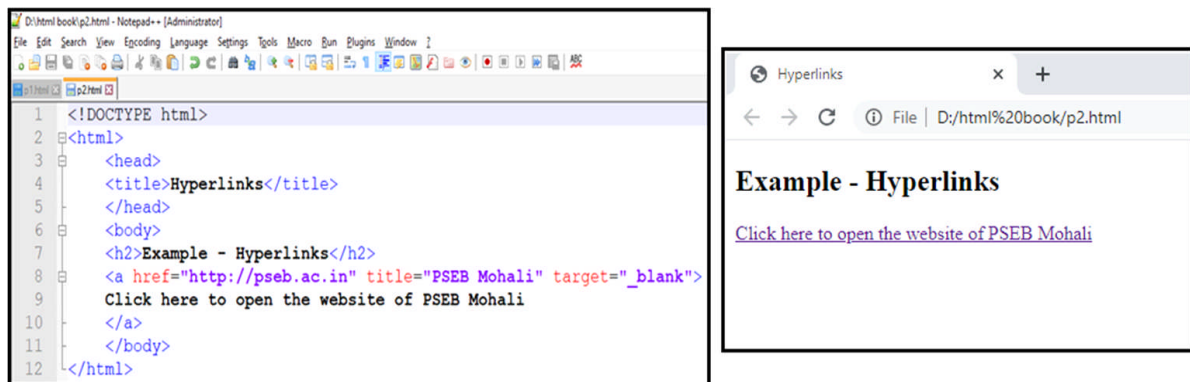 D:\html book\p2.html - Notepad++ [Administrator]
File Edit Search View Encoding Language Settings Tools Macro Run Plugins Window ?
p1.html p2.html
1 <!DOCTYPE html>
2 <html>
3 <head>
4 <title>Hyperlinks</title>
5 </head>
6 <body>
7 <h2>Example - Hyperlinks</h2>
8 <a href="http://pseb.ac.in" title="PSEB Mohali" target="_blank">
9 Click here to open the website of PSEB Mohali
10 </a>
11 </body>
12 </html>
Hyperlinks
File D:/html%20book/p2.html
Example - Hyperlinks
Click here to open the website of PSEB Mohali